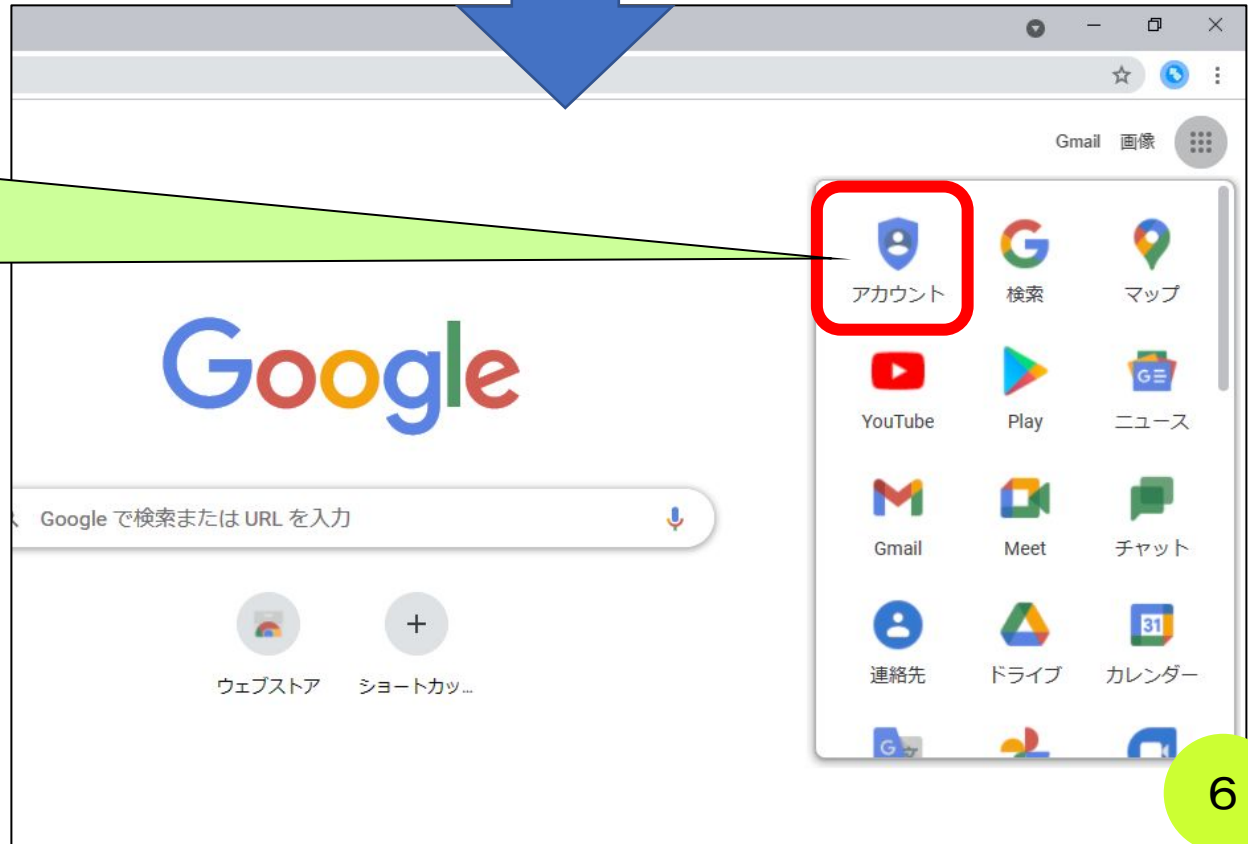 Gmail 画像
アカウント 検索 マップ
Google
YouTube Play ニュース
G
Google で検索または URL を入力
Gmail Meet チャット
31
ウェブストア ショートカッ...
連絡先 ドライブ カレンダー
G 文
6